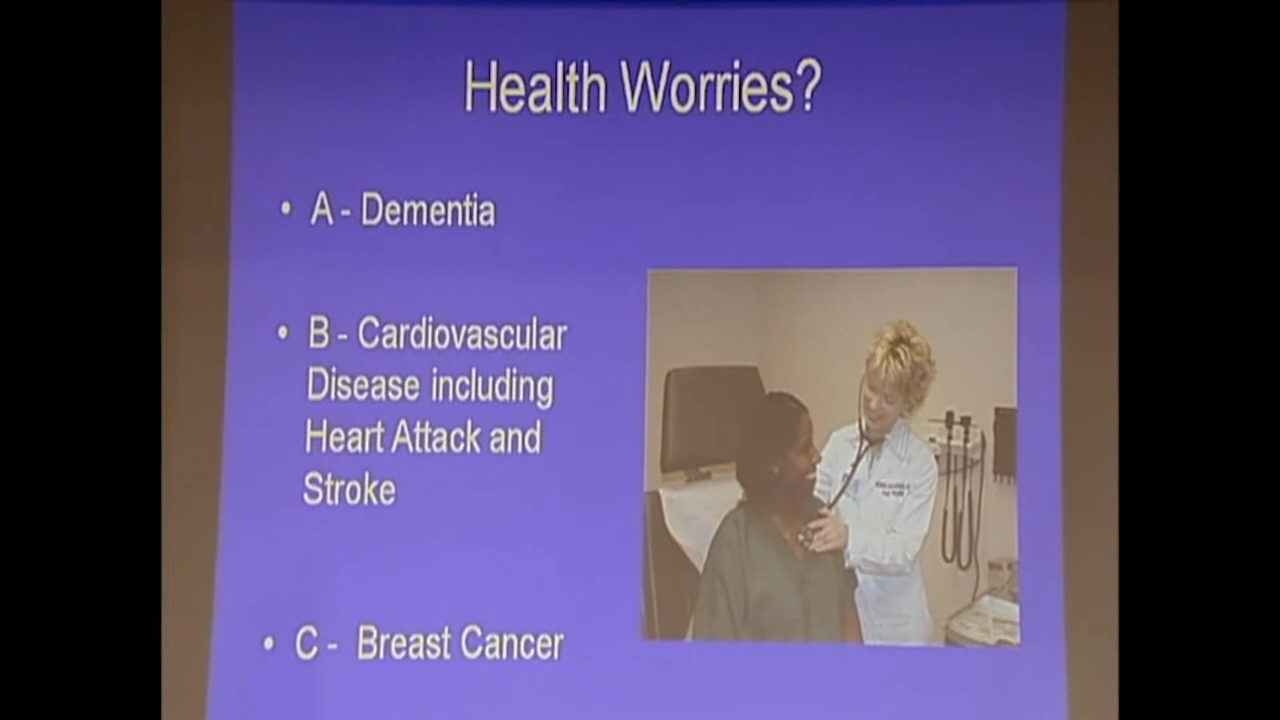 Health Worries?
• A - Dementia
• B - Cardiovascular
Disease including
Heart Attack and
Stroke
• C - Breast Cancer